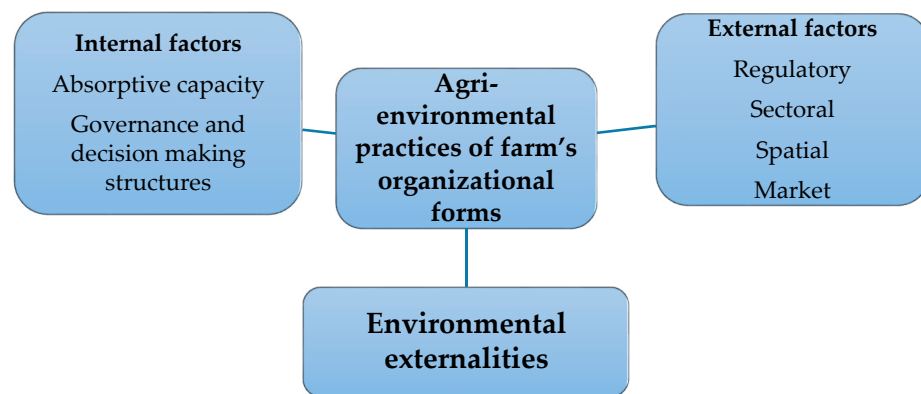 Internal factors
Absorptive capacity
Governance and
decision making
structures
Agri-
environmental
practices of farm’s
organizational
forms
External factors
Regulatory
Sectoral
Spatial
Market
Environmental
externalities